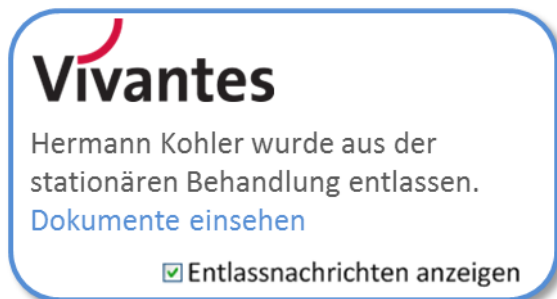 Vivantes
Hermann Kohler wurde aus der
stationären Behandlung entlassen.
Dokumente einsehen
Entlassnachrichten anzeigen